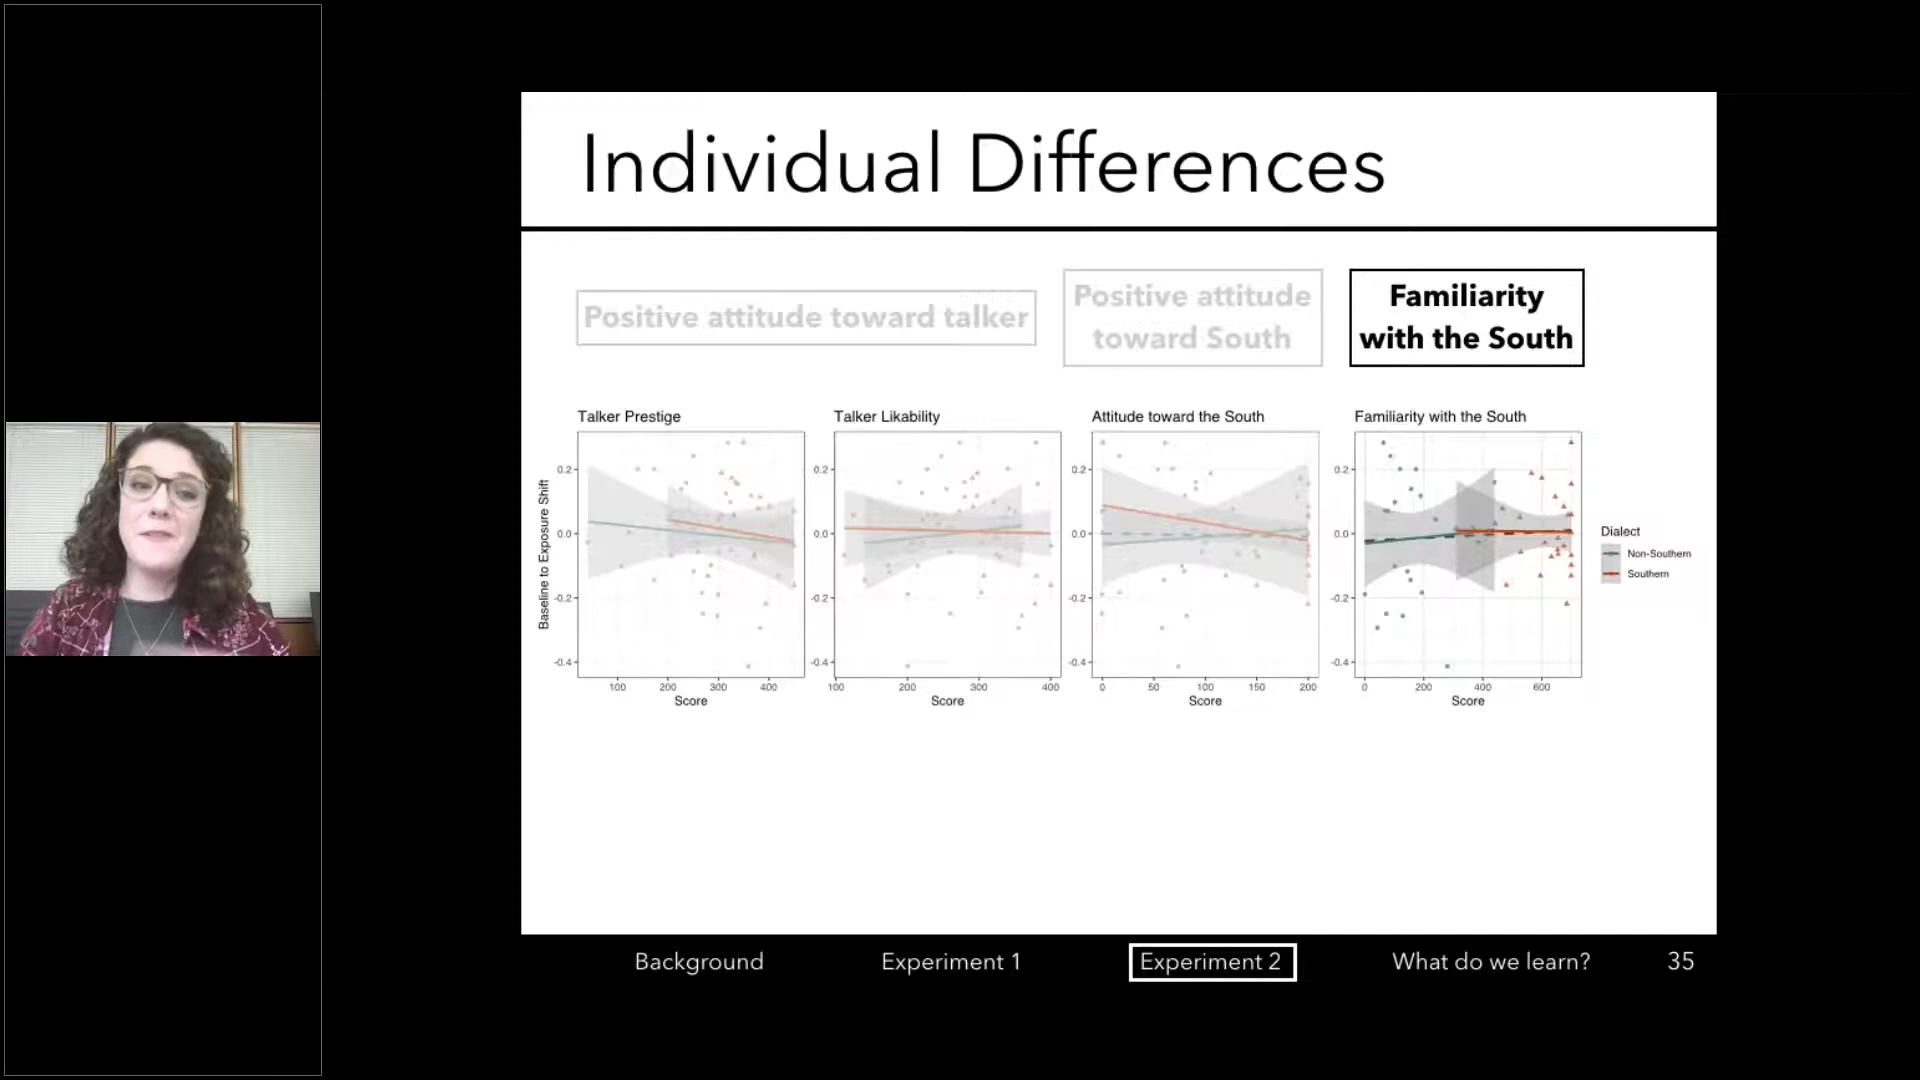 Individual Differences
Positive attitude toward talker
Positive attitude
toward South
Familiarity
with the South
Talker Prestige
Talker Likability
Attitude toward the South
Familiarity with the South
Baseline to Exposure Shift
0.2
0.0
-0.2
-0.4
100 200 300 400
Score
0.2
0.0
-0.2
-0.4
100 200 300 400
Score
0.2
0.0
-0.2
-0.4
0 50 100 150 200
Score
0.2
0.0
-0.2
-0.4
0 200 400 600
Score
Dialect
Non-Southern
Southern
Background Experiment 1 Experiment 2 What do we learn? 35